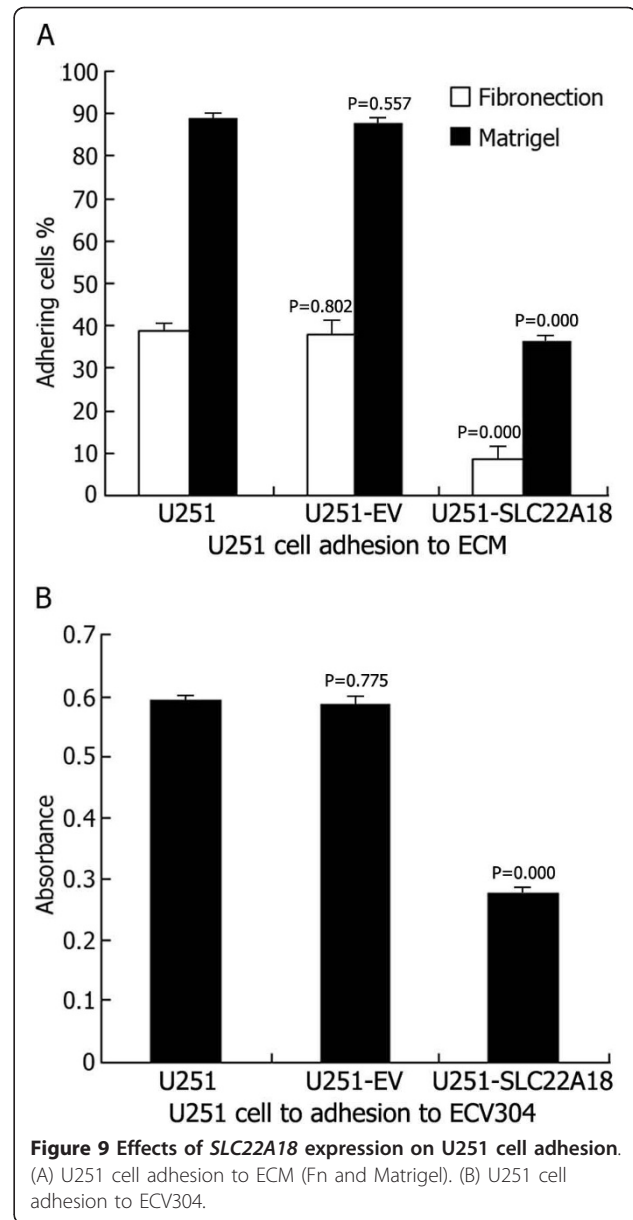 A
100
90
80
70
60
50
40
30
20
10
0
Adhering cells %
P=0.557
Fibronection
Matrigel
P=0.802
P=0.000
P=0.000
U251 U251-EV U251-SLC22A18
U251 cell adhesion to ECM
B
0.7
0.6
0.5
0.4
0.3
0.2
0.1
0
Absorbance
P=0.775
P=0.000
U251 U251-EV U251-SLC22A18
U251 cell to adhesion to ECV304
Figure 9 Effects of SLC22A18 expression on U251 cell adhesion.
(A) U251 cell adhesion to ECM (Fn and Matrigel). (B) U251 cell
adhesion to ECV304.